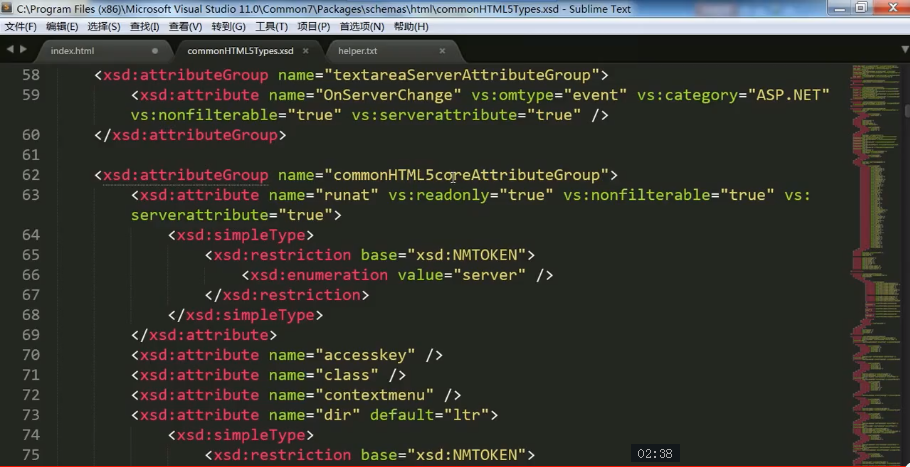 C:\Program Files (x86)\Microsoft Visual Studio 11.0\Common7\Packages\schemas\html\commonHTML5Types.xsd - Sublime Text
文件(F) 编辑(E) 选择(S) 查找(I) 查看(V) 转到(G) 工具(T) 项目(P) 首选项(N) 帮助(H)
index.html commonHTML5Types.xsd × helper.txt ×
58 <xsd:attributeGroup name="textareaServerAttributeGroup">
59 <xsd:attribute name="OnServerChange" vs:omtype="event" vs:category="ASP.NET"
vs:nonfilterable="true" vs:serverattribute="true" />
60 </xsd:attributeGroup>
61
62 <xsd:attributeGroup name="commonHTML5coreAttributeGroup">
63 <xsd:attribute name="runat" vs:readonly="true" vs:nonfilterable="true" vs:
serverattribute="true">
64 <xsd:simpleType>
65 <xsd:restriction base="xsd:NMTOKEN">
66 <xsd:enumeration value="server" />
67 </xsd:restriction>
68 </xsd:simpleType>
69 </xsd:attribute>
70 <xsd:attribute name="accesskey" />
71 <xsd:attribute name="class" />
72 <xsd:attribute name="contextmenu" />
73 <xsd:attribute name="dir" default="ltr">
74 <xsd:simpleType>
75 <xsd:restriction base="xsd:NMTOKEN">
02:38